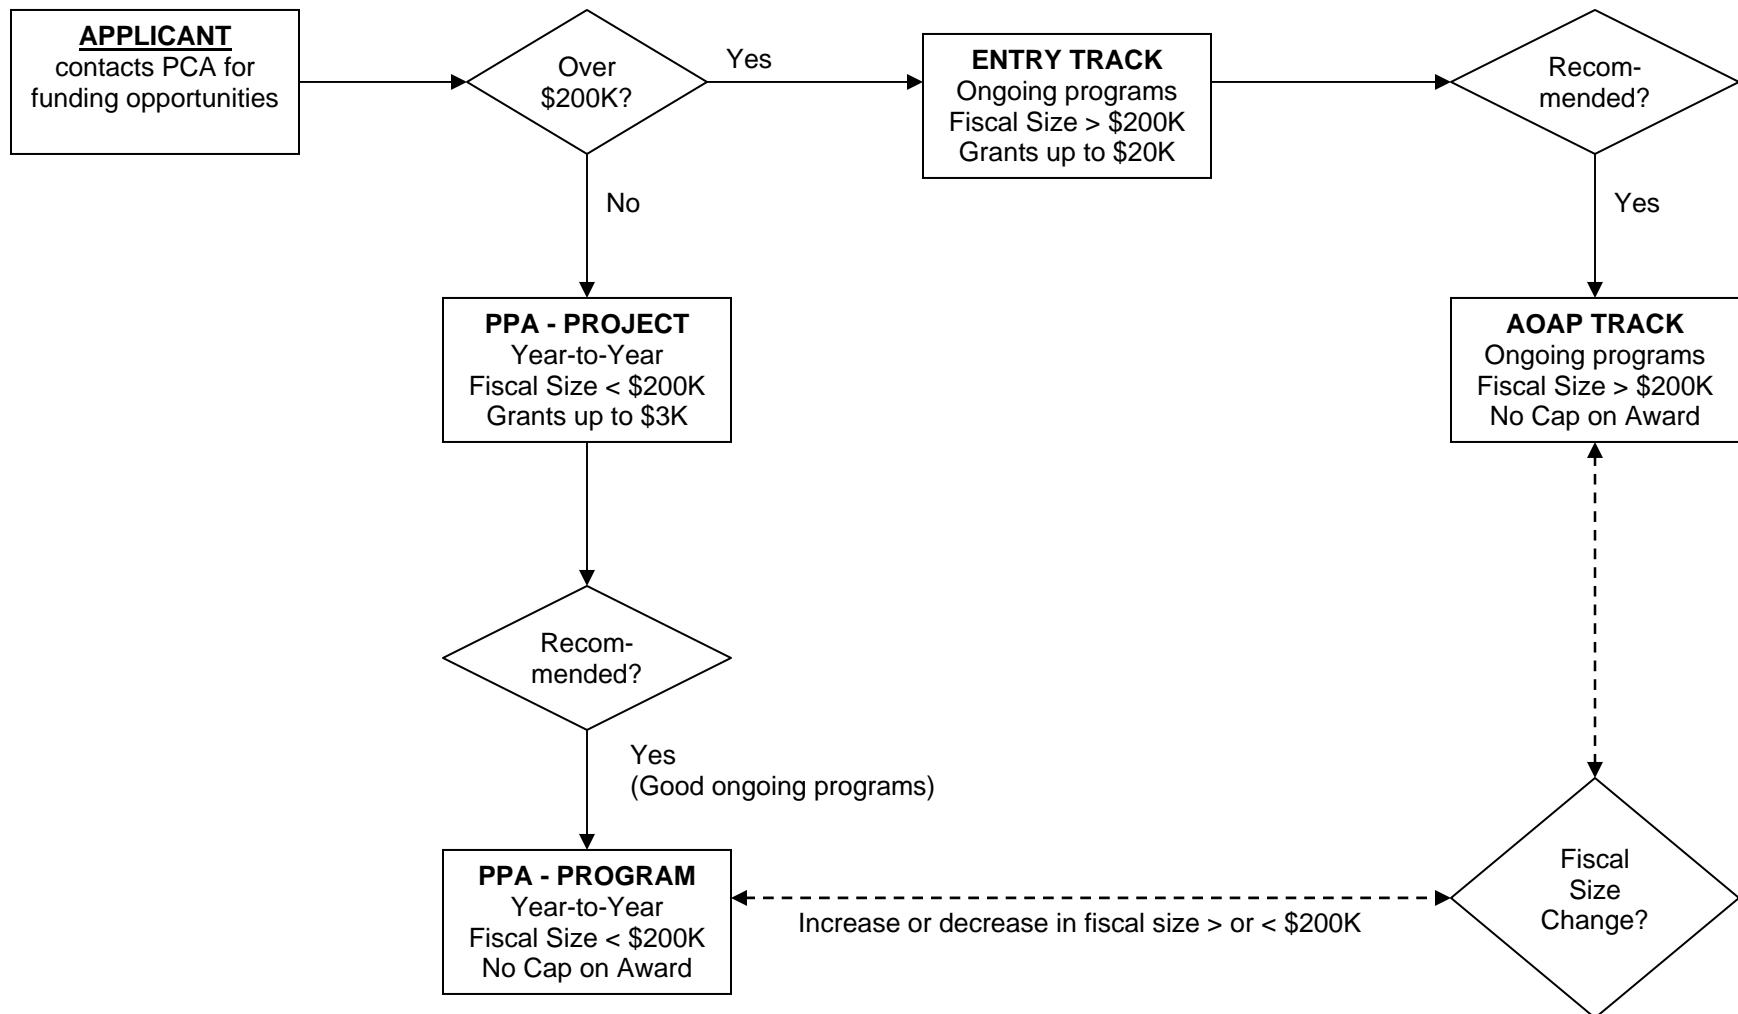 APPLICANT
contacts PCA for
funding opportunities
Over
$200K?
Yes
ENTRY TRACK
Ongoing programs
Fiscal Size > $200K
Grants up to $20K
Recom-
mended?
No
Yes
PPA - PROJECT
Year-to-Year
Fiscal Size < $200K
Grants up to $3K
AOAP TRACK
Ongoing programs
Fiscal Size > $200K
No Cap on Award
Recom-
mended?
Yes
(Good ongoing programs)
PPA - PROGRAM
Year-to-Year
Fiscal Size < $200K
No Cap on Award
Increase or decrease in fiscal size > or < $200K
Fiscal
Size
Change?